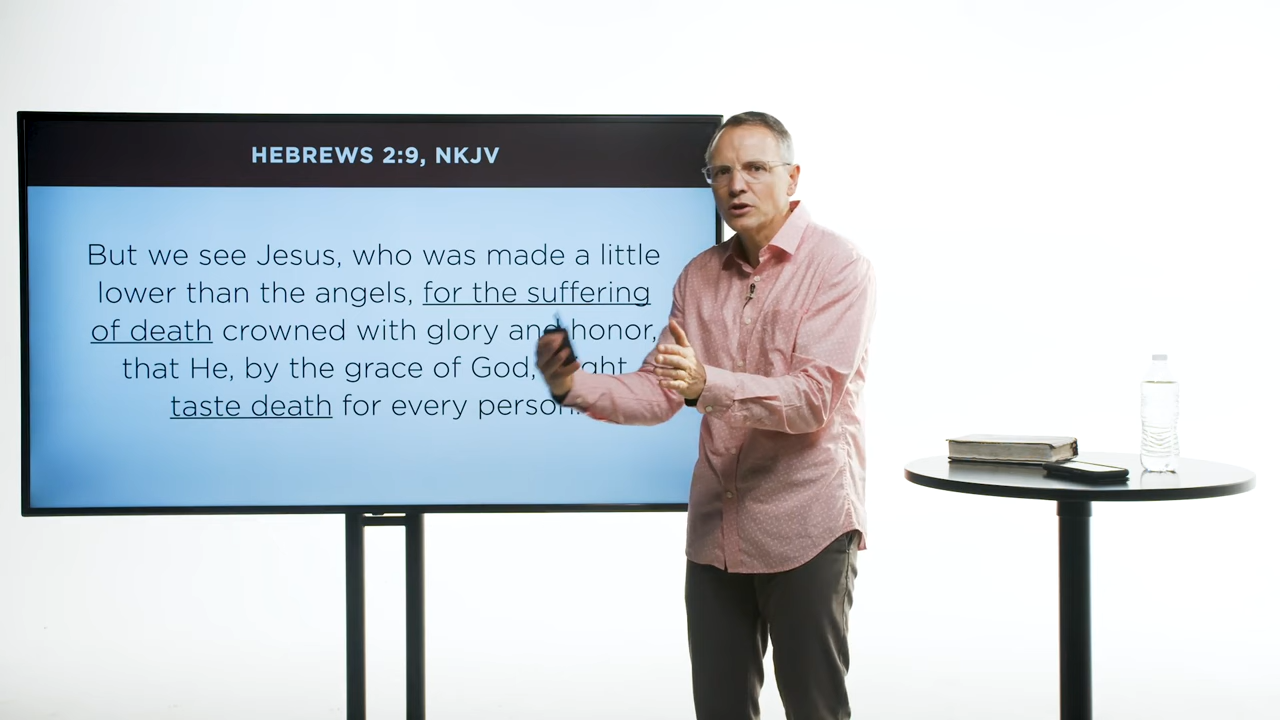 HEBREWS 2:9, NKJV
But we see Jesus, who was made a little
lower than the angels, for the suffering
of death crowned with glory and honor,
that He, by the grace of God,
taste death for every person.